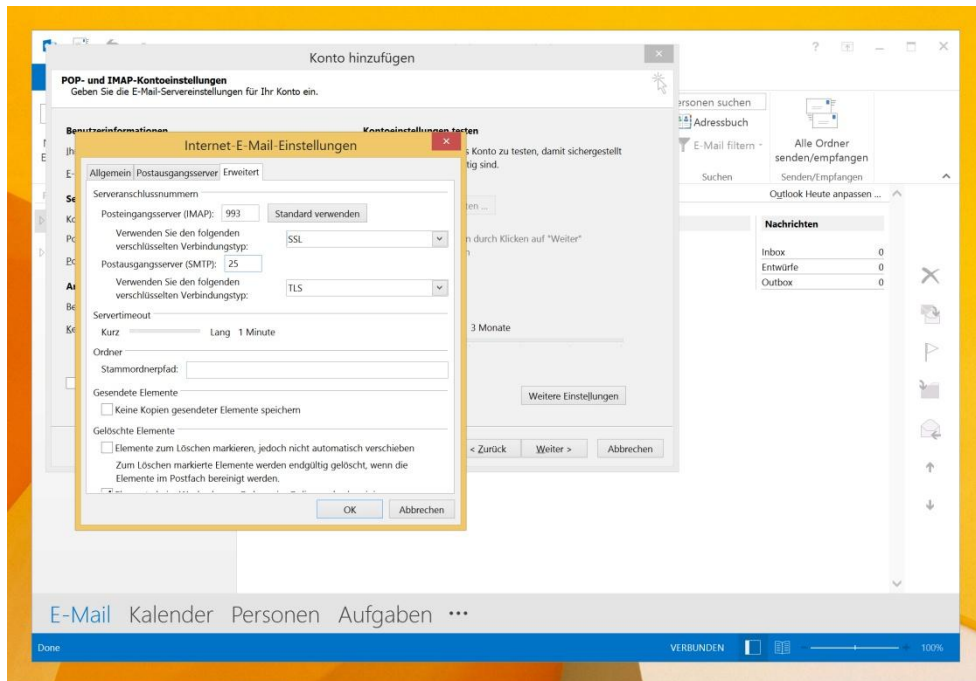 Konto hinzufügen
POP- und IMAP-Kontoeinstellungen
Geben Sie die E-Mail-Servereinstellungen für Ihr Konto ein.
Benutzerinformationen
Kontoeinstellungen testen
Konto zu testen, damit sichergestellt
tig sind.
Internet-E-Mail-Einstellungen
Allgemein Postausgangsserver Erweitert
Serveranschlussnummern
Posteingangsserver (IMAP): 993 Standard verwenden
Verwenden Sie den folgenden
verschlüsselten Verbindungstyp: SSL
Postausgangsserver (SMTP): 25
Verwenden Sie den folgenden
verschlüsselten Verbindungstyp: TLS
Servertimeout
Kurz Lang 1 Minute
Ordner
Stammordnerpfad:
Gesendete Elemente
Keine Kopien gesendeter Elemente speichern
Gelöschte Elemente
Elemente zum Löschen markieren, jedoch nicht automatisch verschieben
Zum Löschen markierte Elemente werden endgültig gelöscht, wenn die
Elemente im Postfach bereinigt werden.
OK Abbrechen
n durch Klicken auf "Weiter"
3 Monate
Weitere Einstellungen
< Zurück Weiter > Abbrechen
ersonen suchen
Adressbuch
E-Mail filtern
Suchen
Alle Ordner
senden/empfangen
Senden/Empfangen
Outlook Heute anpassen ...
Nachrichten
Inbox 0
Entwürfe 0
Outbox 0
E-Mail Kalender Personen Aufgaben •••
Done
VERBUNDEN
100%